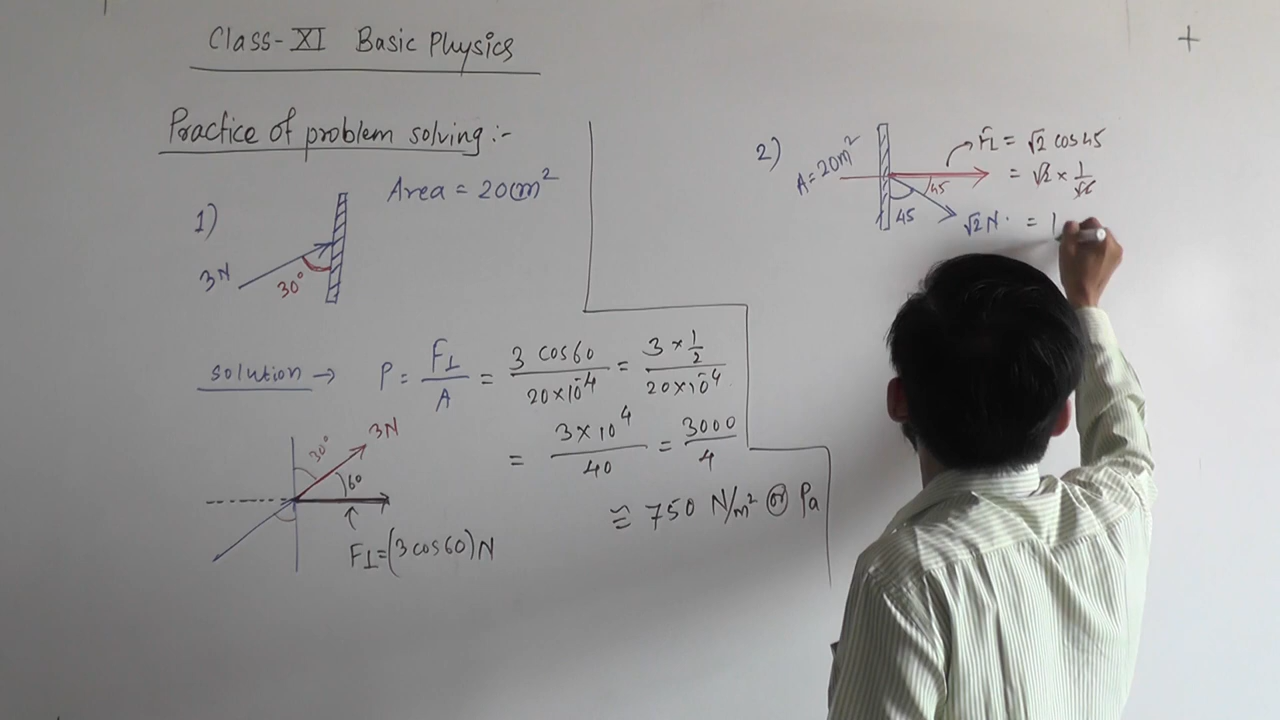 Class-XI Basic Physics
Practice of problem solving:-
Area = 20cm²
1)
3N
30°
solution → P = F⊥/A = 3 cos60/20×10⁻⁴ = 3×1/2/20×10⁻⁴
= 3×10⁴/40 = 3000/4
≅ 750 N/m² or Pa
30°
3N
60
F⊥=(3cos60)N
2)
A=20m²
F⊥ = √2 cos45
= √2 × 1/√2
45
45
√2N
= 1
+